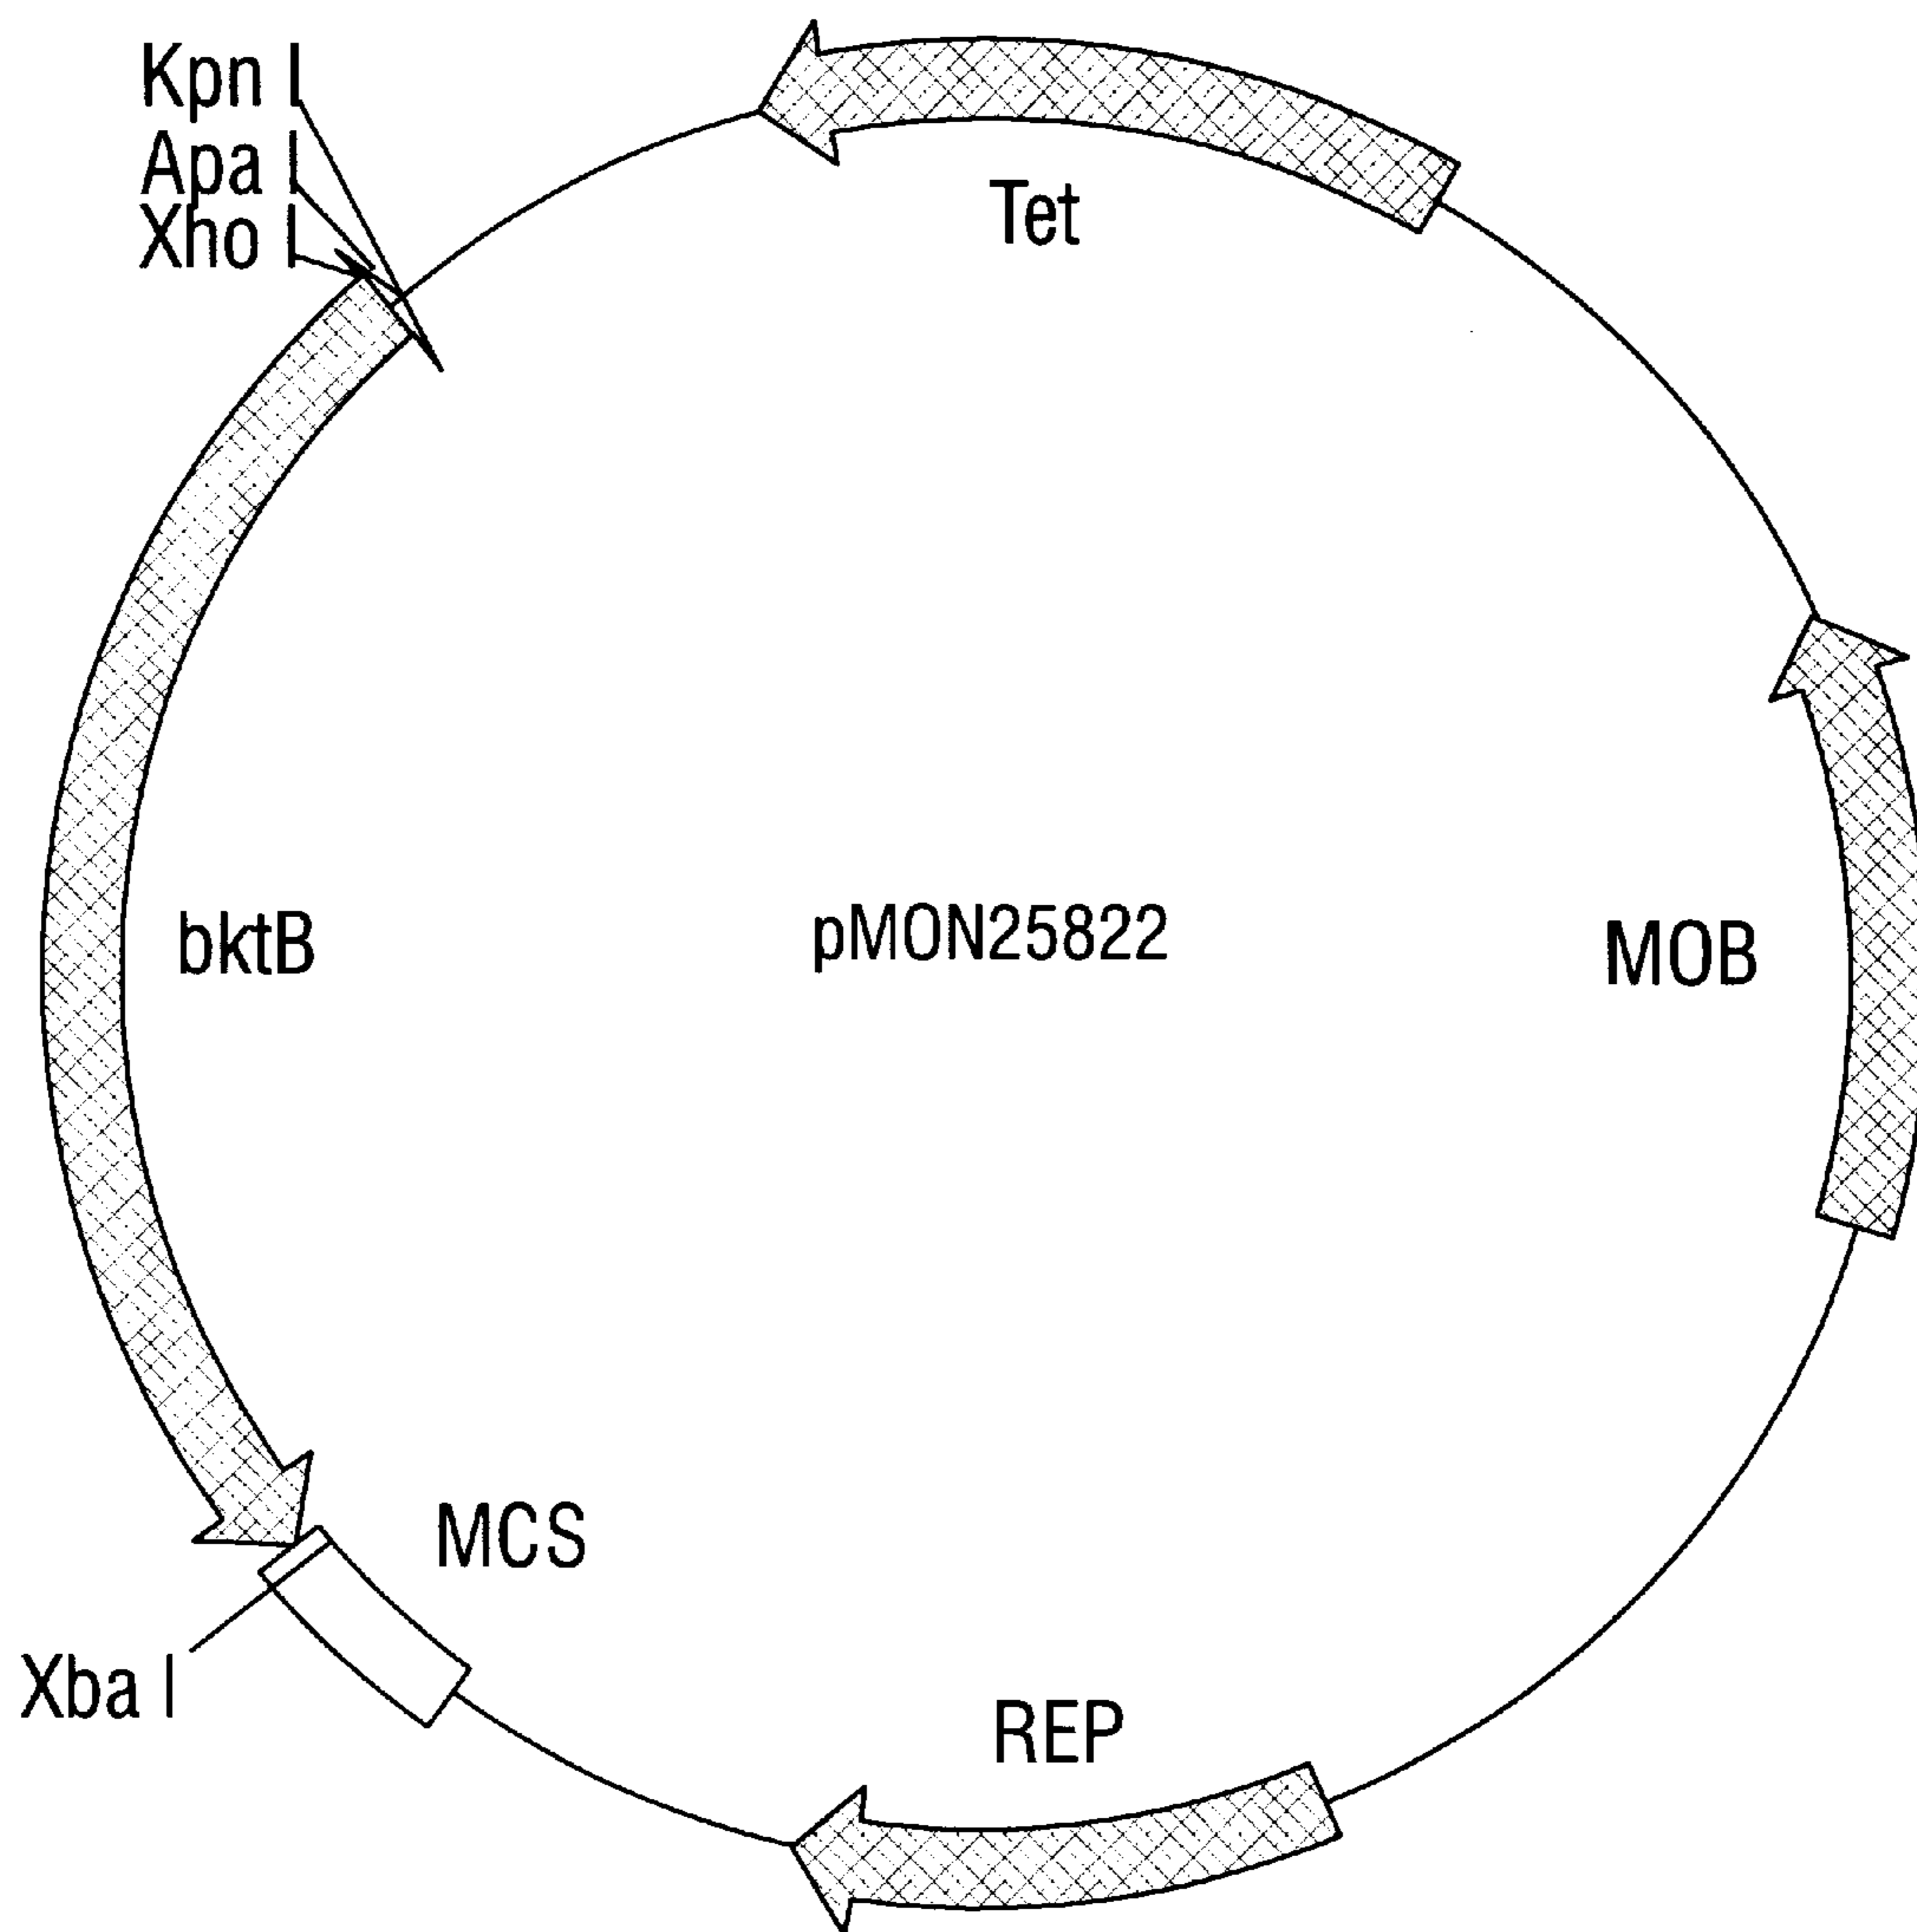 Kpn I
Apa I
Xho I
Tet
bktB
pMON25822
MOB
MCS
Xba I
REP